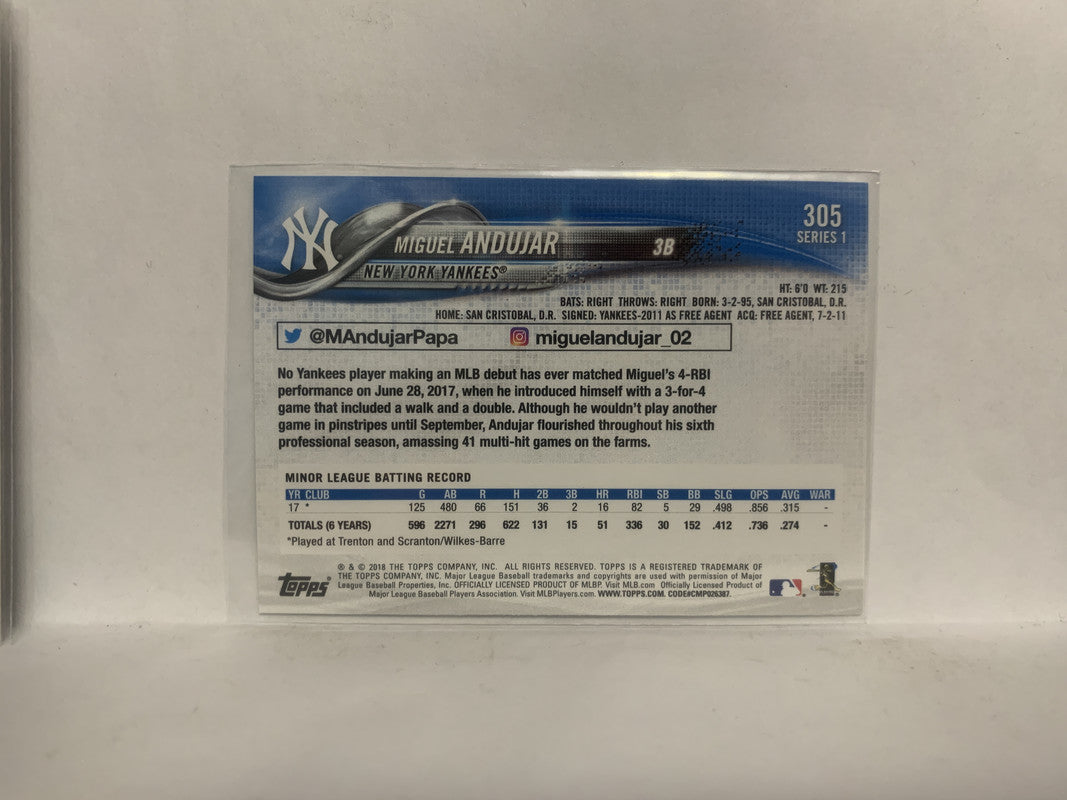 305
SERIES 1
NY
MIGUEL ANDUJAR 3B
NEW YORK YANKEES®
HT: 6'0 WT: 215
BATS: RIGHT THROWS: RIGHT BORN: 3-2-95, SAN CRISTOBAL, D.R.
HOME: SAN CRISTOBAL, D.R. SIGNED: YANKEES-2011 AS FREE AGENT ACQ: FREE AGENT, 7-2-11
@MAndujarPapa miguelandujar_02
No Yankees player making an MLB debut has ever matched Miguel's 4-RBI
performance on June 28, 2017, when he introduced himself with a 3-for-4
game that included a walk and a double. Although he wouldn't play another
game in pinstripes until September, Andujar flourished throughout his sixth
professional season, amassing 41 multi-hit games on the farms.
MINOR LEAGUE BATTING RECORD
YR CLUB G AB R H 2B 3B HR RBI SB BB SLG OPS AVG WAR
17 * 125 480 66 151 36 2 16 82 5 29 .498 .856 .315 -
TOTALS (6 YEARS) 596 2271 296 622 131 15 51 336 30 152 .412 .736 .274 -
*Played at Trenton and Scranton/Wilkes-Barre
topps
® & © 2018 THE TOPPS COMPANY, INC. ALL RIGHTS RESERVED. TOPPS IS A REGISTERED TRADEMARK OF
THE TOPPS COMPANY, INC. Major League Baseball trademarks and copyrights are used with permission of Major
League Baseball Properties, Inc. OFFICIALLY LICENSED PRODUCT OF MLBP. Visit MLB.com Officially Licensed Product of
Major League Baseball Players Association. Visit MLBPlayers.com. WWW.TOPPS.COM. CODE#CMP026387.